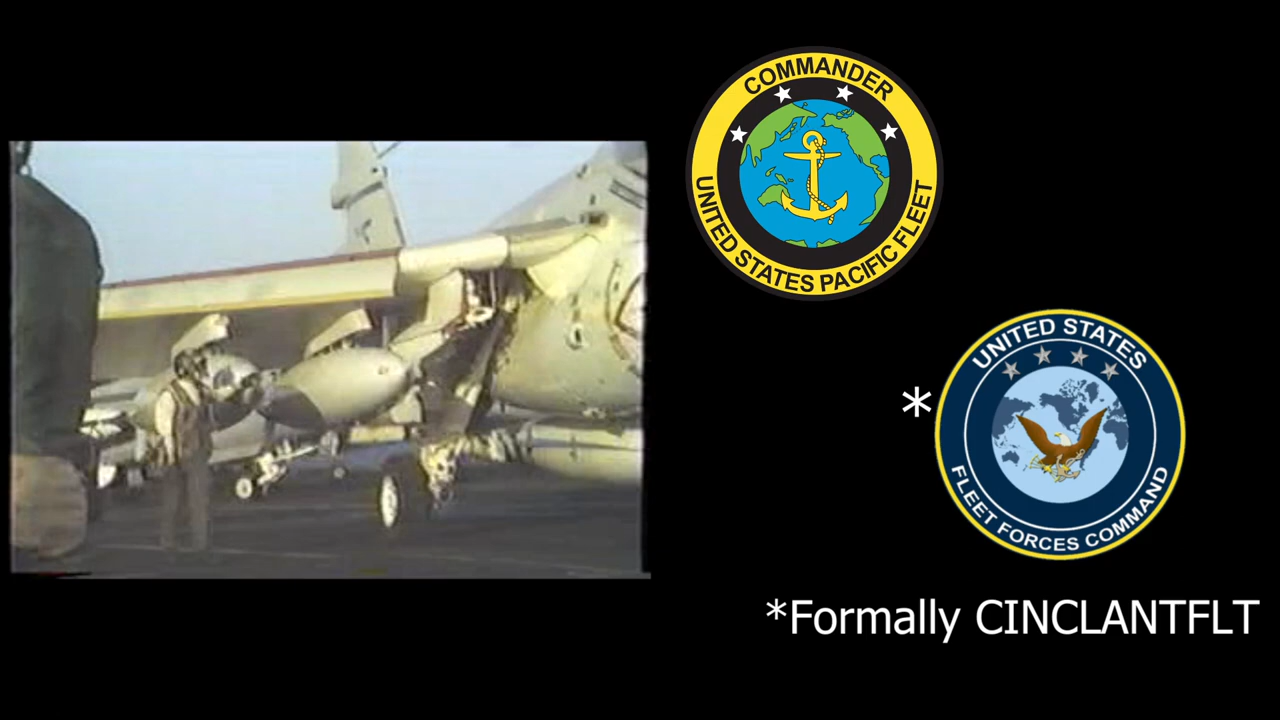 COMMANDER
UNITED STATES PACIFIC FLEET
*
UNITED STATES
FLEET FORCES COMMAND
*Formally CINCLANTFLT